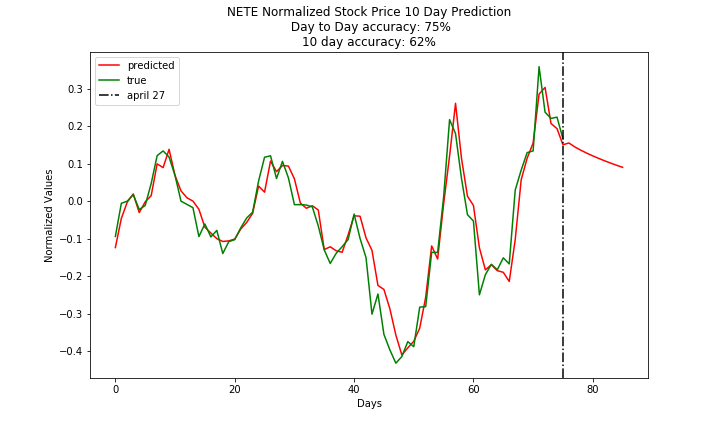 NETE Normalized Stock Price 10 Day Prediction
Day to Day accuracy: 75%
10 day accuracy: 62%
predicted
true
april 27
Normalized Values
0.3
0.2
0.1
0.0
−0.1
−0.2
−0.3
−0.4
0 20 40 60 80
Days